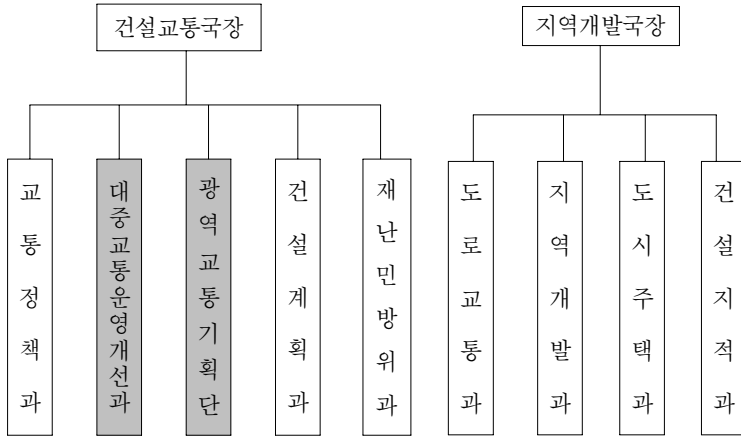 건설교통국장
지역개발국장
교통정책과
대중교통운영개선과
광역교통기획단
건설계획과
재난민방위과
도로교통과
지역개발과
도시주택과
건설지적과